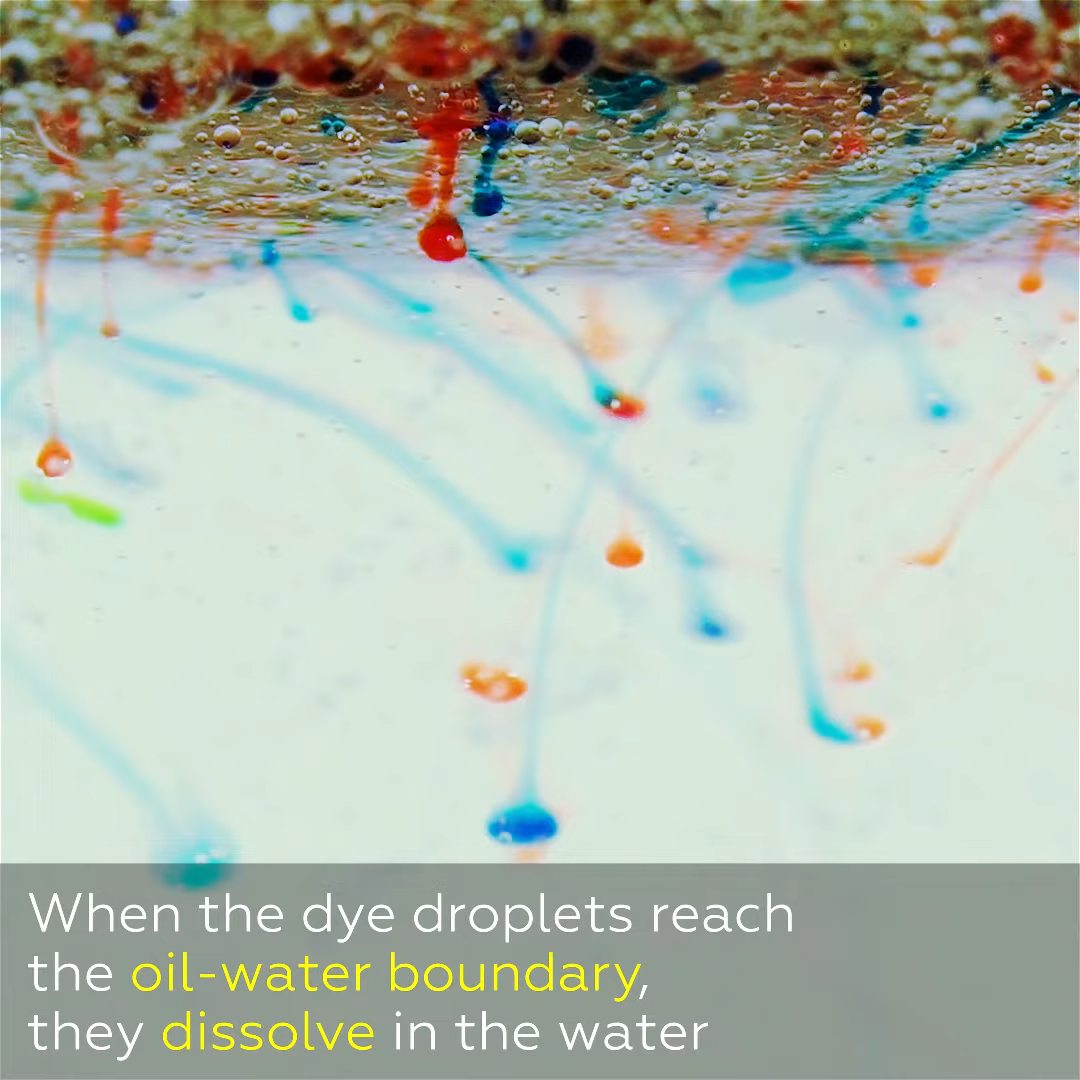 When the dye droplets reach
the oil-water boundary,
they dissolve in the water